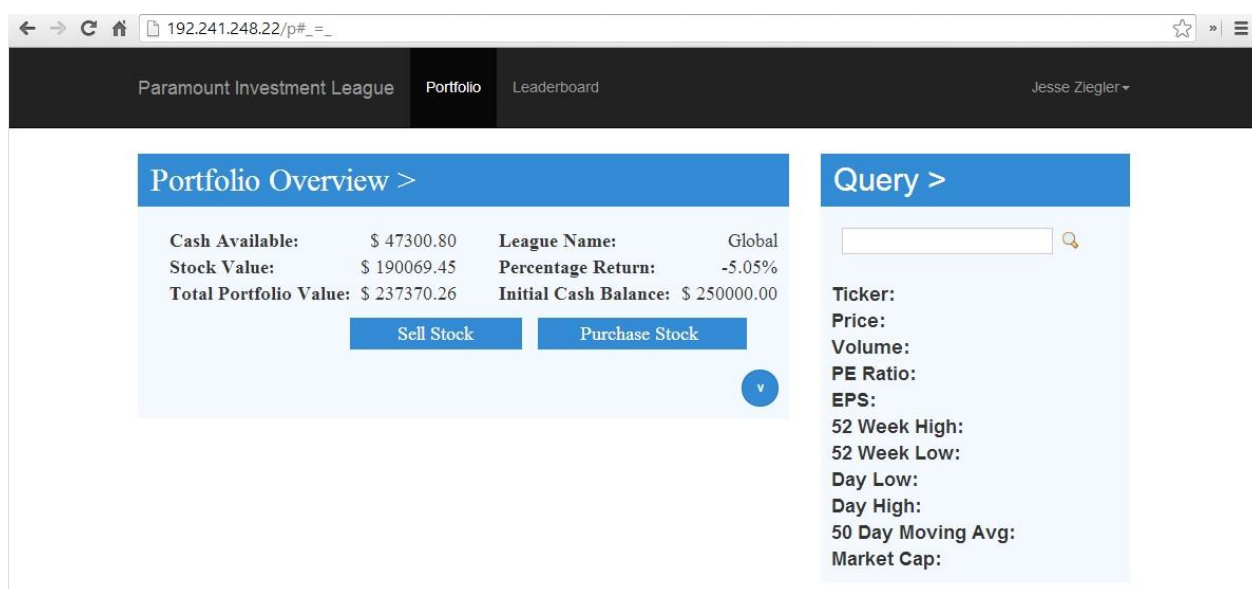 192.241.248.22/p#_=_
Paramount Investment League Portfolio Leaderboard Jesse Ziegler
Portfolio Overview >
Cash Available: $ 47300.80 League Name: Global
Stock Value: $ 190069.45 Percentage Return: -5.05%
Total Portfolio Value: $ 237370.26 Initial Cash Balance: $ 250000.00
Sell Stock Purchase Stock
v
Query >
Ticker:
Price:
Volume:
PE Ratio:
EPS:
52 Week High:
52 Week Low:
Day Low:
Day High:
50 Day Moving Avg:
Market Cap: